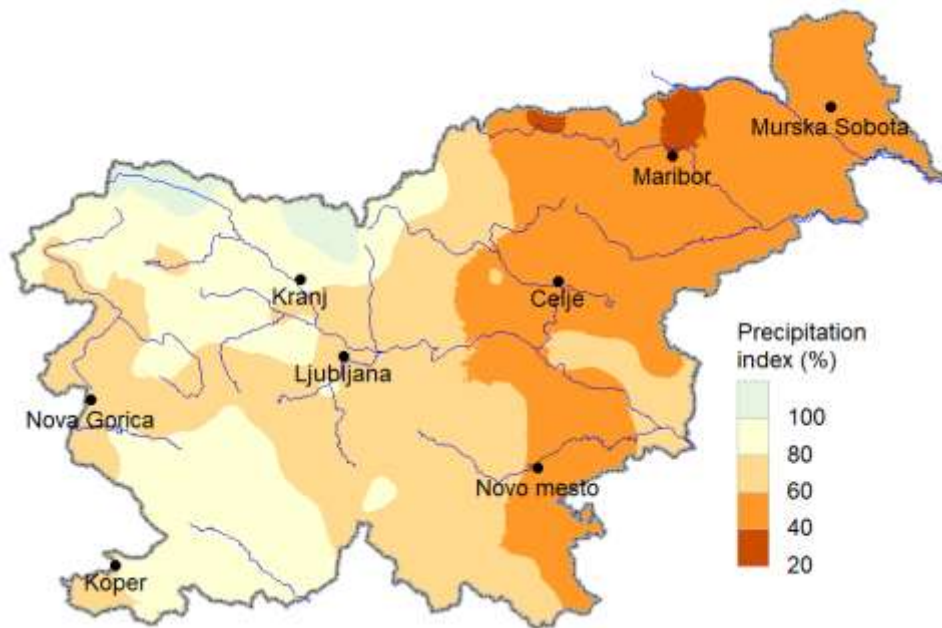 Murska Sobota
Maribor
Kranj
Celje
Ljubljana
Nova Gorica
Novo mesto
Koper
Precipitation
index (%)
100
80
60
40
20